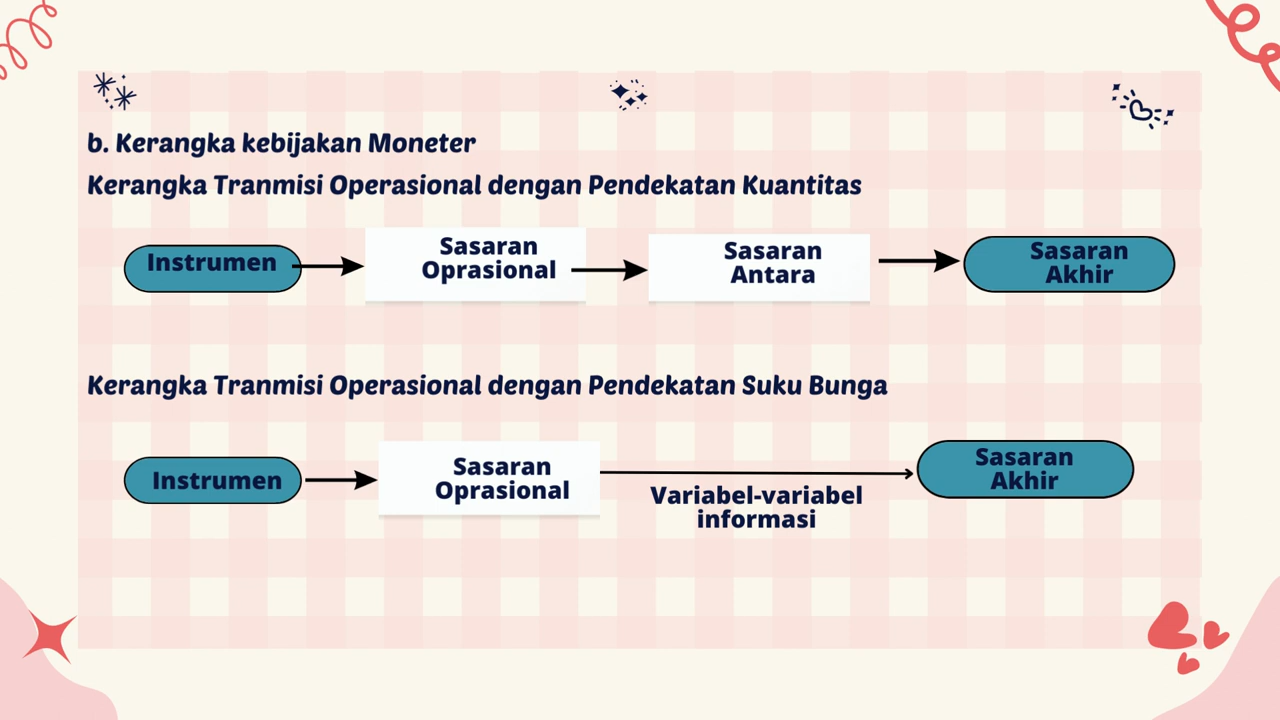 b. Kerangka kebijakan Moneter
Kerangka Tranmisi Operasional dengan Pendekatan Kuantitas
Instrumen
Sasaran
Oprasional
Sasaran
Antara
Sasaran
Akhir
Kerangka Tranmisi Operasional dengan Pendekatan Suku Bunga
Instrumen
Sasaran
Oprasional
Variabel-variabel
informasi
Sasaran
Akhir